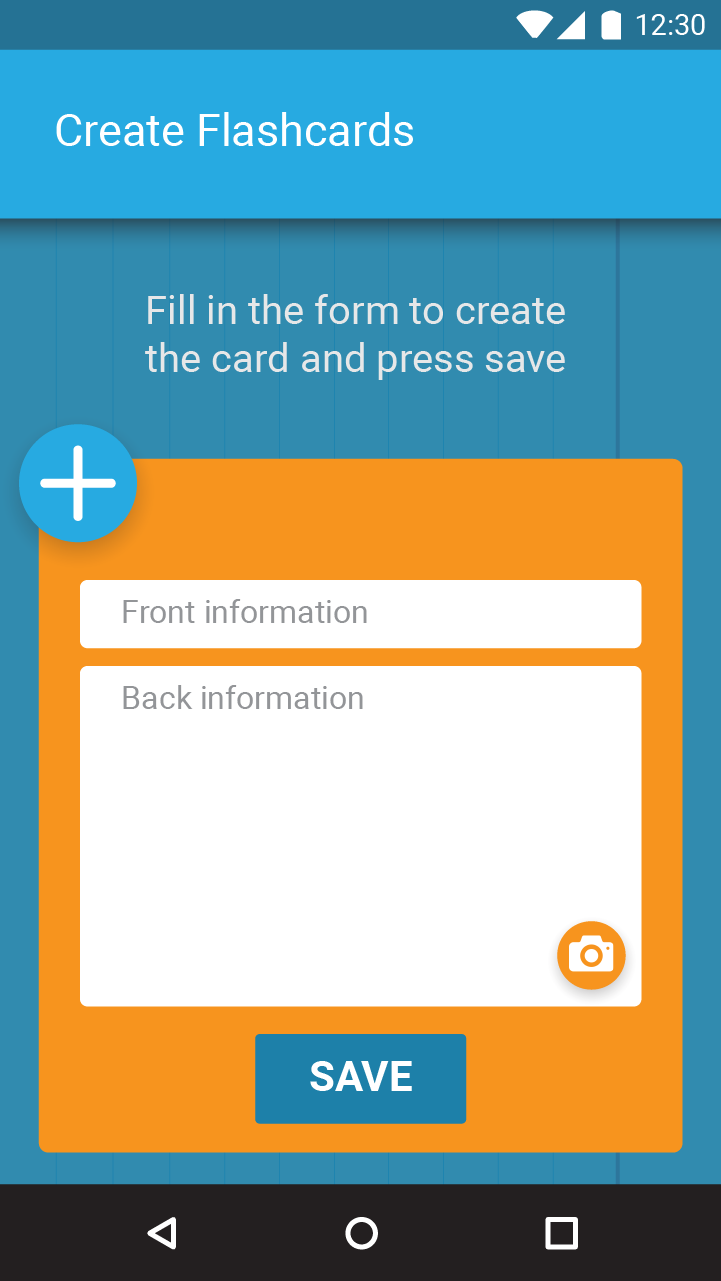 12:30
Create Flashcards
Fill in the form to create
the card and press save
Front information
Back information
SAVE